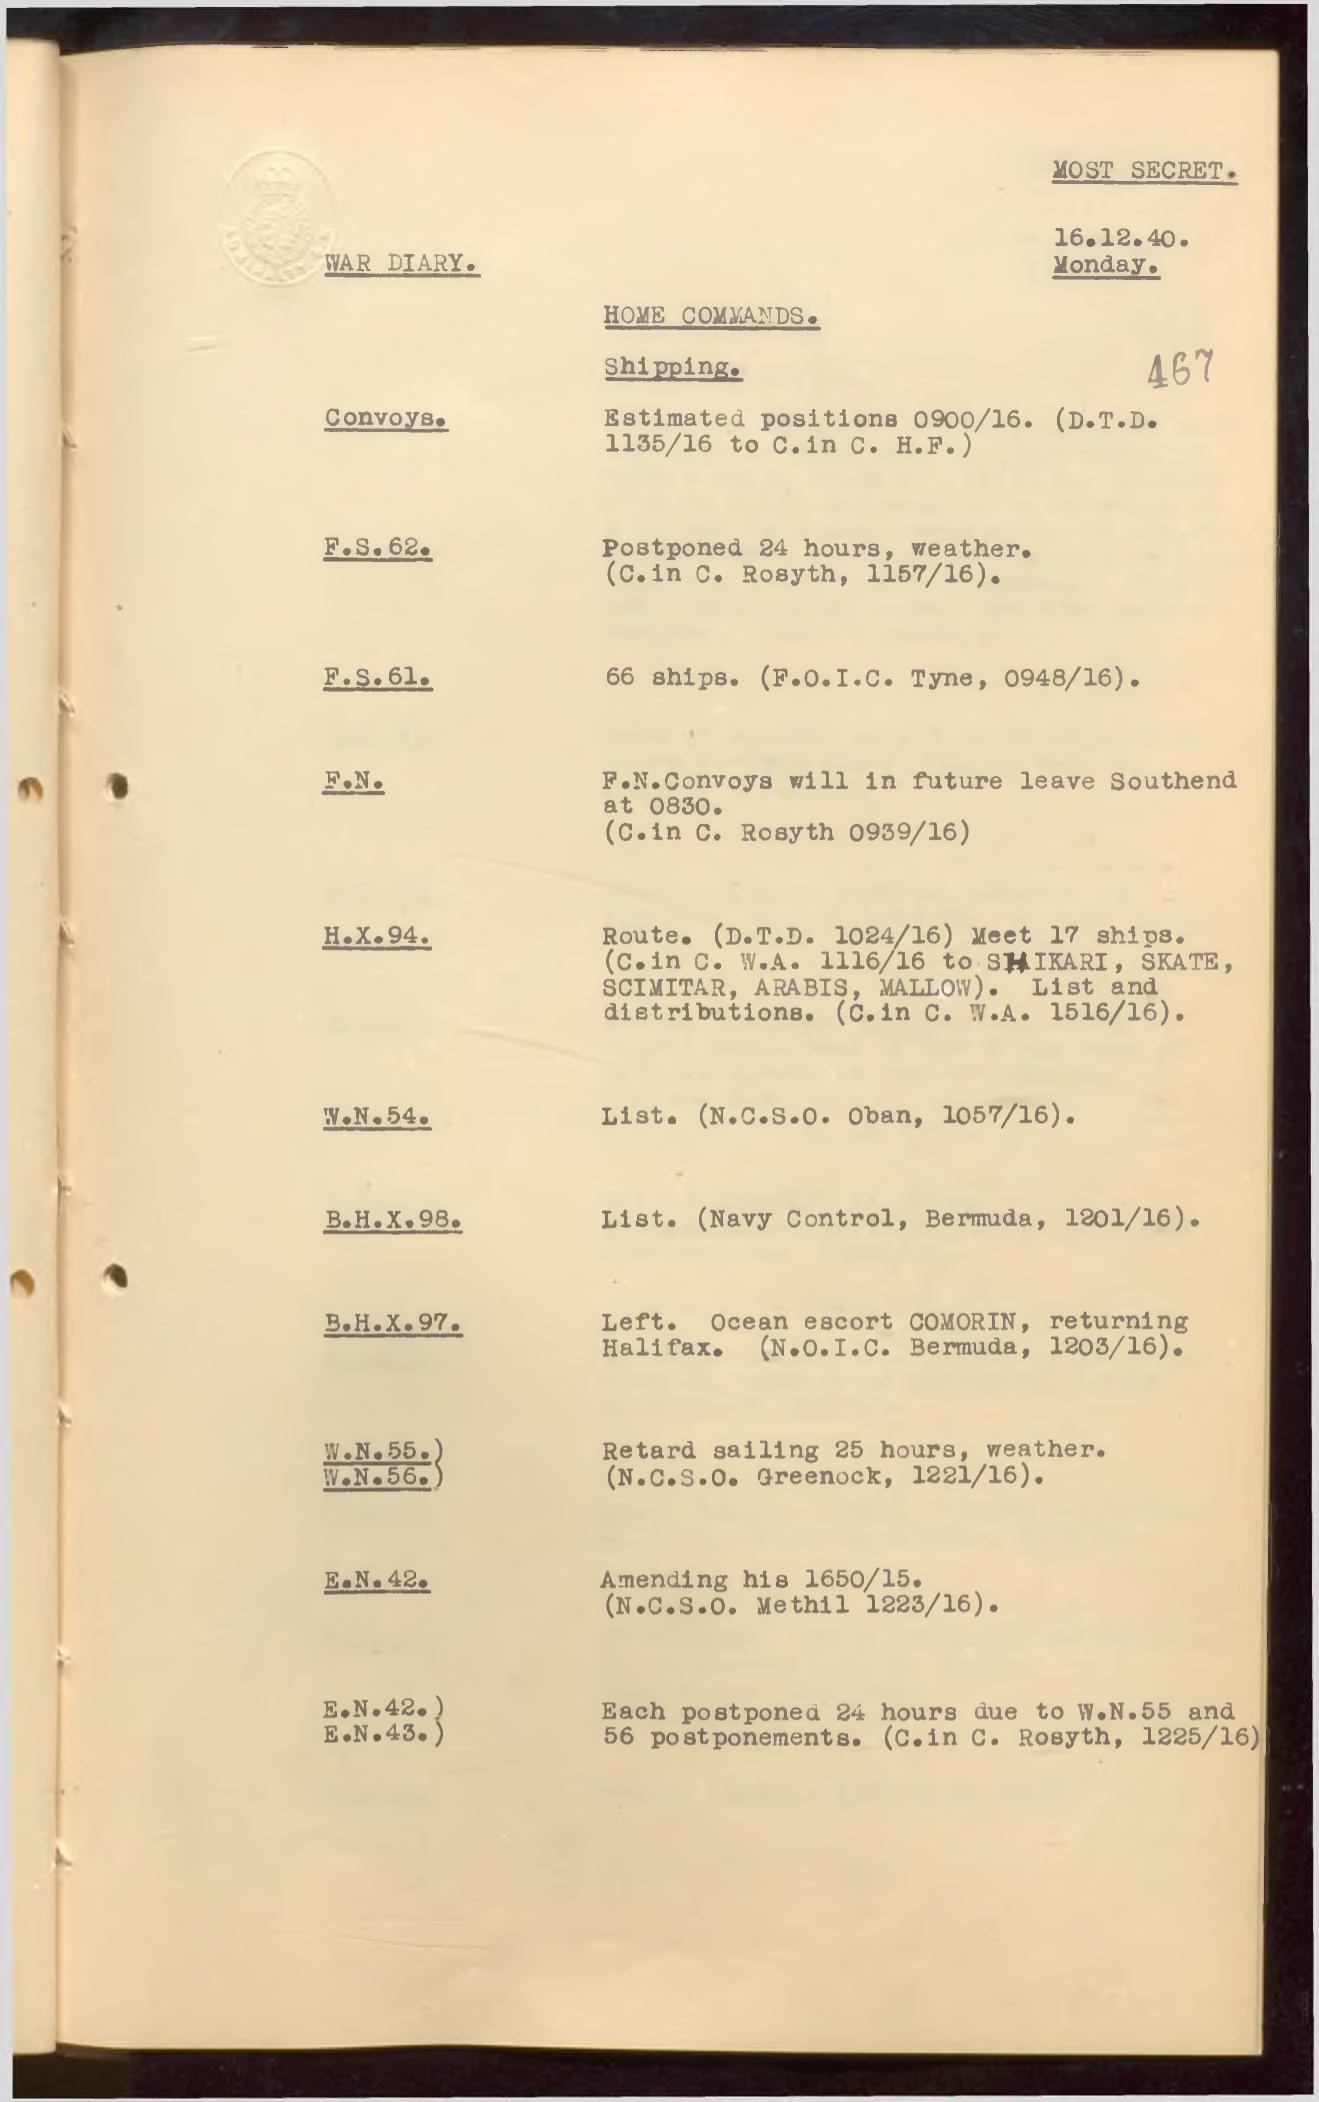 MOST SECRET.
16.12.40.
WAR DIARY.
Monday.
HOME COMMANDS.
Shipping.
467
Convoys.
Estimated positions 0900/16. (D.T.D.
1135/16 to C.in C. H.F.)
F.S.62.
Postponed 24 hours, weather.
(C.in C. Rosyth, 1157/16).
F.S.61.
66 ships. (F.O.I.C. Tyne, 0948/16).
F.N.
F.N.Convoys will in future leave Southend
at 0830.
(C.in C. Rosyth 0939/16)
H.X.94.
Route. (D.T.D. 1024/16) Meet 17 ships.
(C.in C. W.A. 1116/16 to SHIKARI, SKATE,
SCIMITAR, ARABIS, MALLOW). List and
distributions. (C.in C. W.A. 1516/16).
W.N.54.
List. (N.C.S.O. Oban, 1057/16).
B.H.X.98.
List. (Navy Control, Bermuda, 1201/16).
B.H.X.97.
Left. Ocean escort COMORIN, returning
Halifax. (N.O.I.C. Bermuda, 1203/16).
W.N.55.)
W.N.56.)
Retard sailing 25 hours, weather.
(N.C.S.O. Greenock, 1221/16).
E.N.42.
Amending his 1650/15.
(N.C.S.O. Methil 1223/16).
E.N.42.)
E.N.43.)
Each postponed 24 hours due to W.N.55 and
56 postponements. (C.in C. Rosyth, 1225/16)